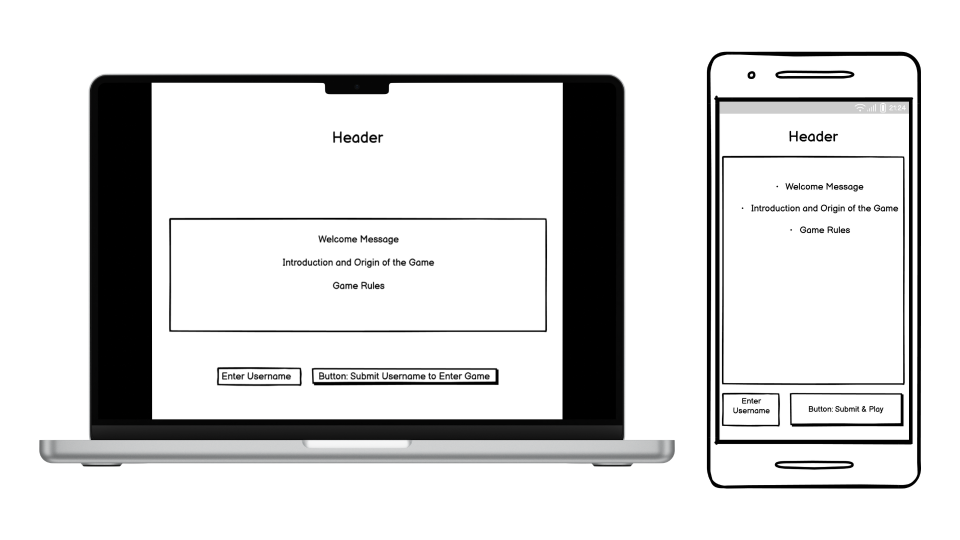 Header
Welcome Message
Introduction and Origin of the Game
Game Rules
Enter Username
Button: Submit Username to Enter Game
21:24
Header
· Welcome Message
· Introduction and Origin of the Game
· Game Rules
Enter
Username
Button: Submit & Play